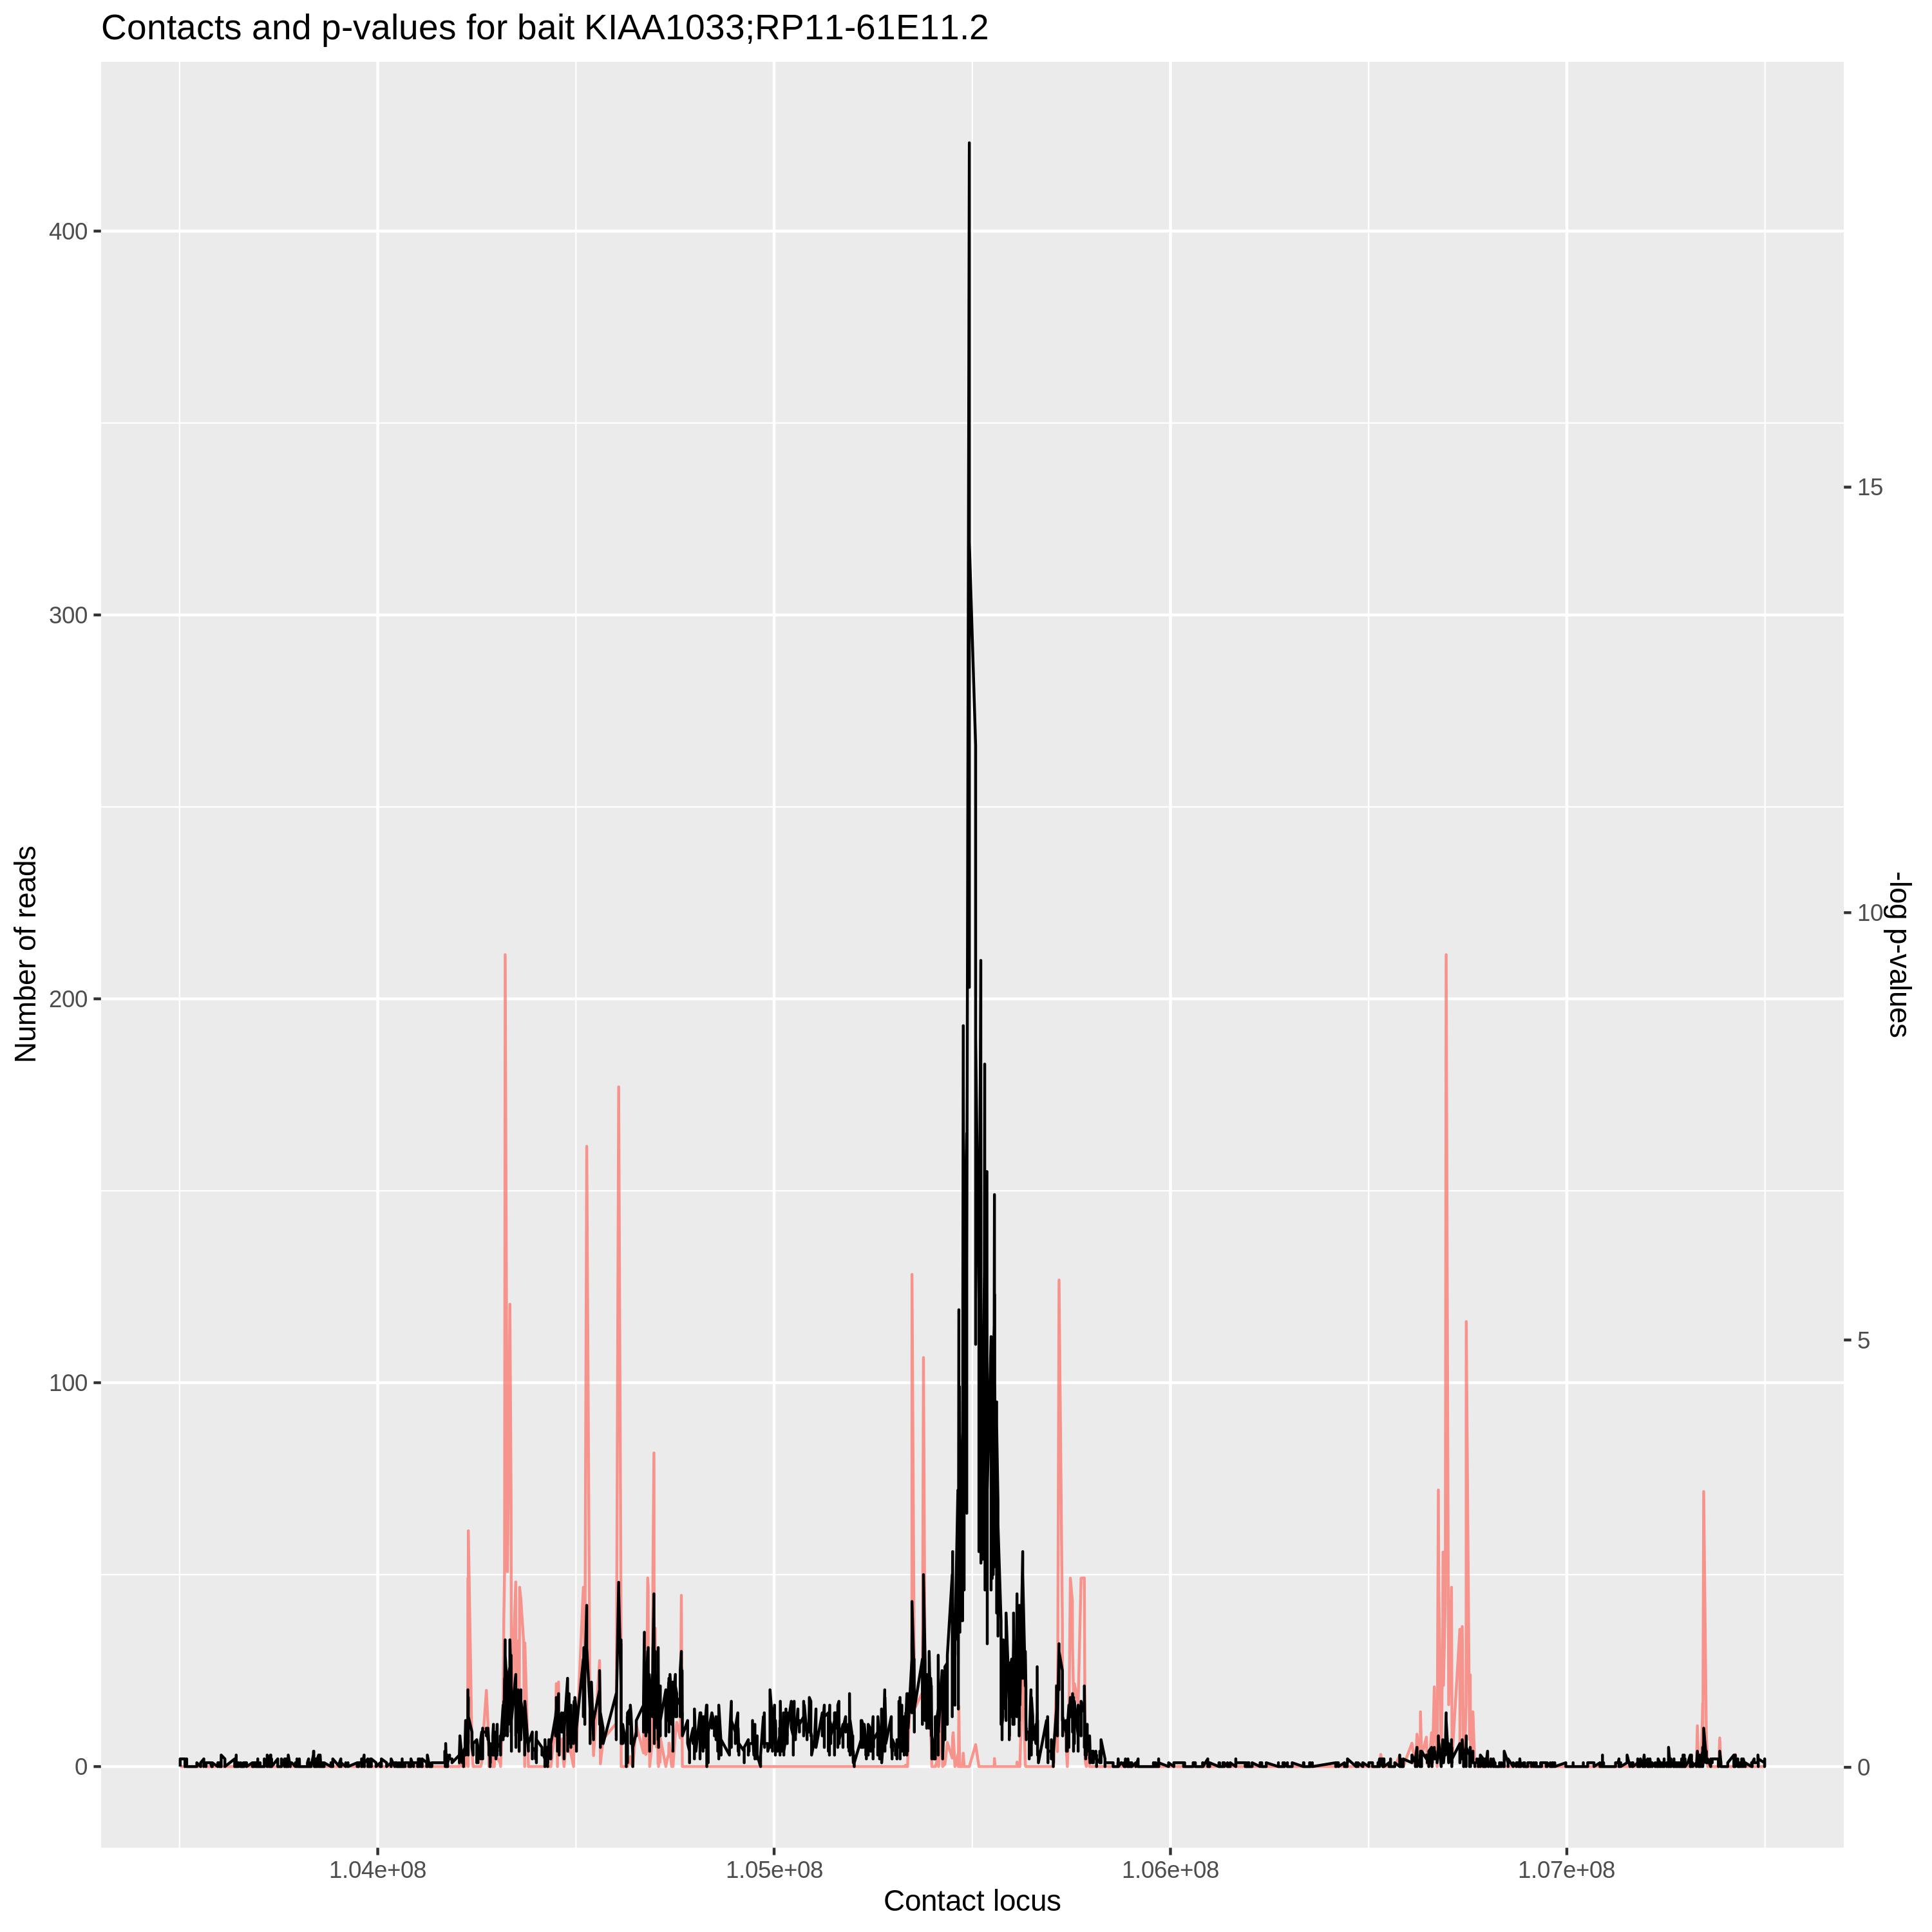 Contacts and p-values for bait KIAA1033;RP11-61E11.2
Number of reads
400
300
200
100
0
15
10
5
0
-log p-values
1.04e+08
1.05e+08
1.06e+08
1.07e+08
Contact locus